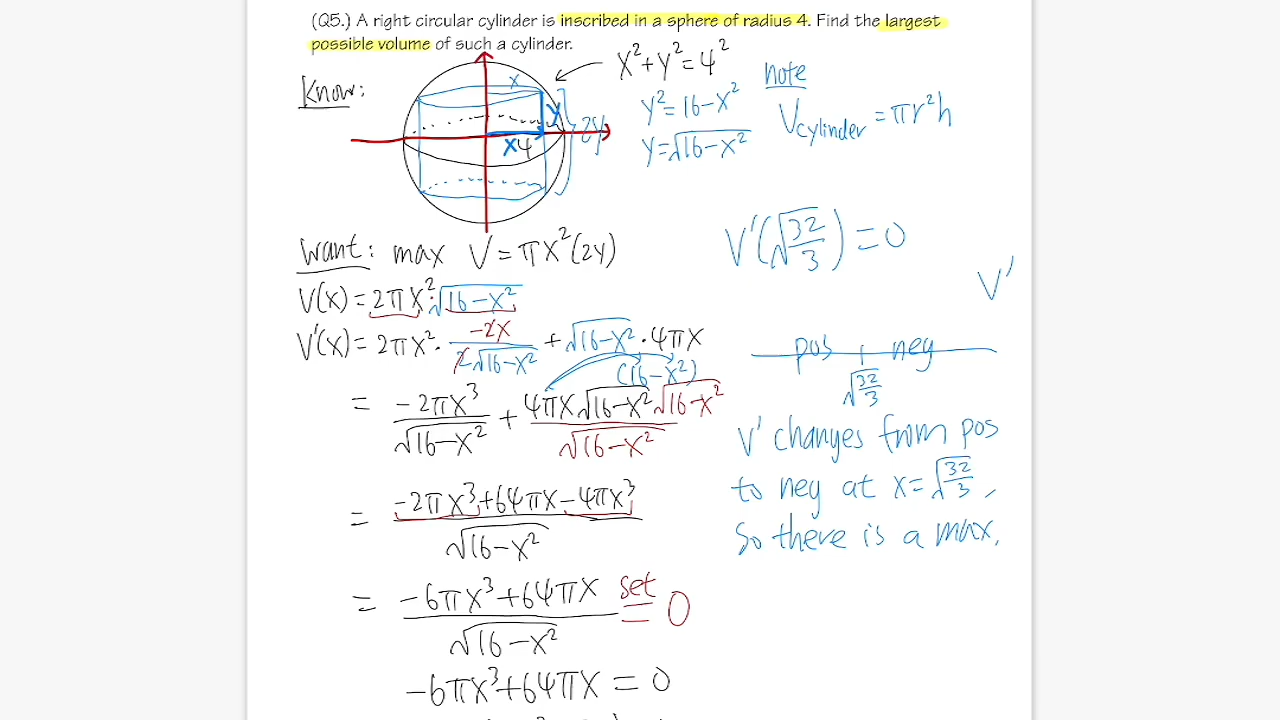 (Q5.) A right circular cylinder is inscribed in a sphere of radius 4. Find the largest
possible volume of such a cylinder.
Know:
x
y
2y
x
4
x²+y²=4²
y²=16-x²
y=√(16-x²)
note
V_cylinder = πr²h
Want: max V = πx²(2y)
V(x) = 2πx²·√(16-x²)
V'(x) = 2πx² · (-2x)/(2√(16-x²)) + √(16-x²) · 4πx
(16-x²)
= (-2πx³)/√(16-x²) + (4πx√(16-x²)√(16-x²))/√(16-x²)
= (-2πx³+64πx-4πx³)/√(16-x²)
= (-6πx³+64πx)/√(16-x²) set = 0
-6πx³+64πx = 0
V'(√(32/3)) = 0
V'
pos neg
√(32/3)
V' changes from pos
to neg at x=√(32/3),
so there is a max.